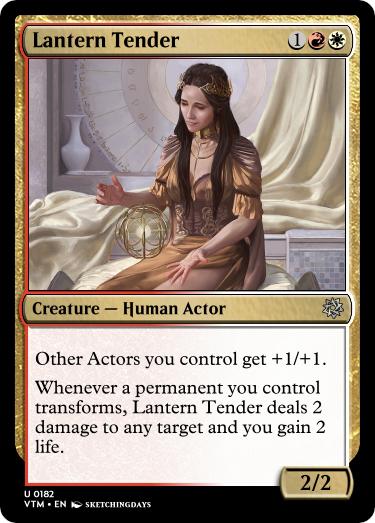 Lantern Tender 1
Creature — Human Actor
Other Actors you control get +1/+1.
Whenever a permanent you control
transforms, Lantern Tender deals 2
damage to any target and you gain 2
life.
2/2
U 0182
VTM • EN SKETCHINGDAYS